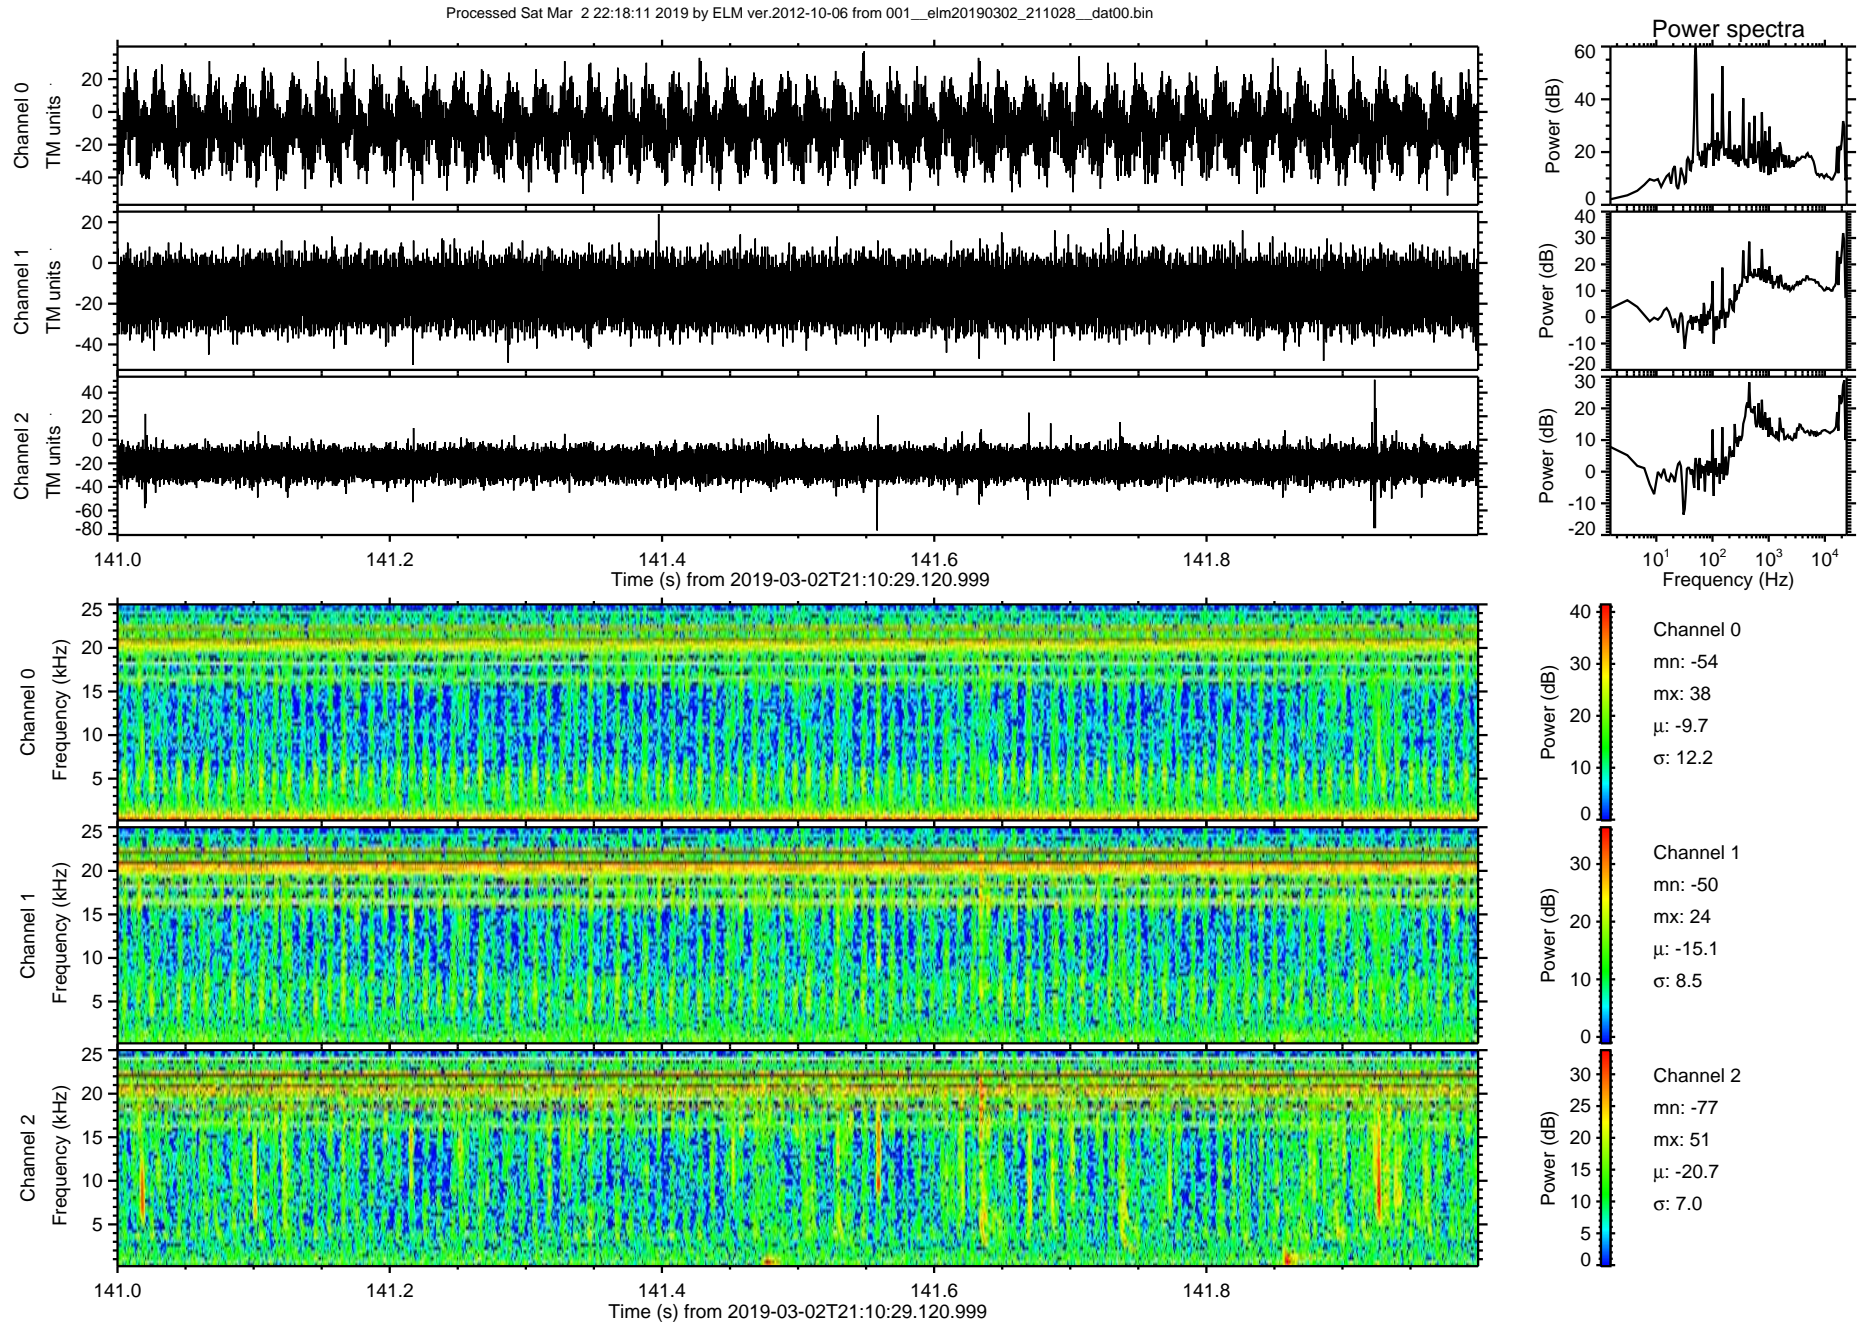 Processed Sat Mar 2 22:18:11 2019 by ELM ver.2012-10-06 from 001__elm20190302_211028__dat00.bin
Power spectra
Channel 0
TM units
20
0
-20
-40
Power (dB)
60
40
20
0
Channel 1
TM units
20
0
-20
-40
Power (dB)
40
30
20
10
0
-10
-20
Channel 2
TM units
40
20
0
-20
-40
-60
-80
Power (dB)
30
20
10
0
-10
-20
141.0 141.2 141.4 141.6 141.8
Time (s) from 2019-03-02T21:10:29.120.999
10^1 10^2 10^3 10^4
Frequency (Hz)
Channel 0
Frequency (kHz)
25
20
15
10
5
Power (dB)
40
30
20
10
0
Channel 0
mn: -54
mx: 38
μ: -9.7
σ: 12.2
Channel 1
Frequency (kHz)
25
20
15
10
5
Power (dB)
30
20
10
0
Channel 1
mn: -50
mx: 24
μ: -15.1
σ: 8.5
Channel 2
Frequency (kHz)
25
20
15
10
5
Power (dB)
30
25
20
15
10
5
0
Channel 2
mn: -77
mx: 51
μ: -20.7
σ: 7.0
141.0 141.2 141.4 141.6 141.8
Time (s) from 2019-03-02T21:10:29.120.999